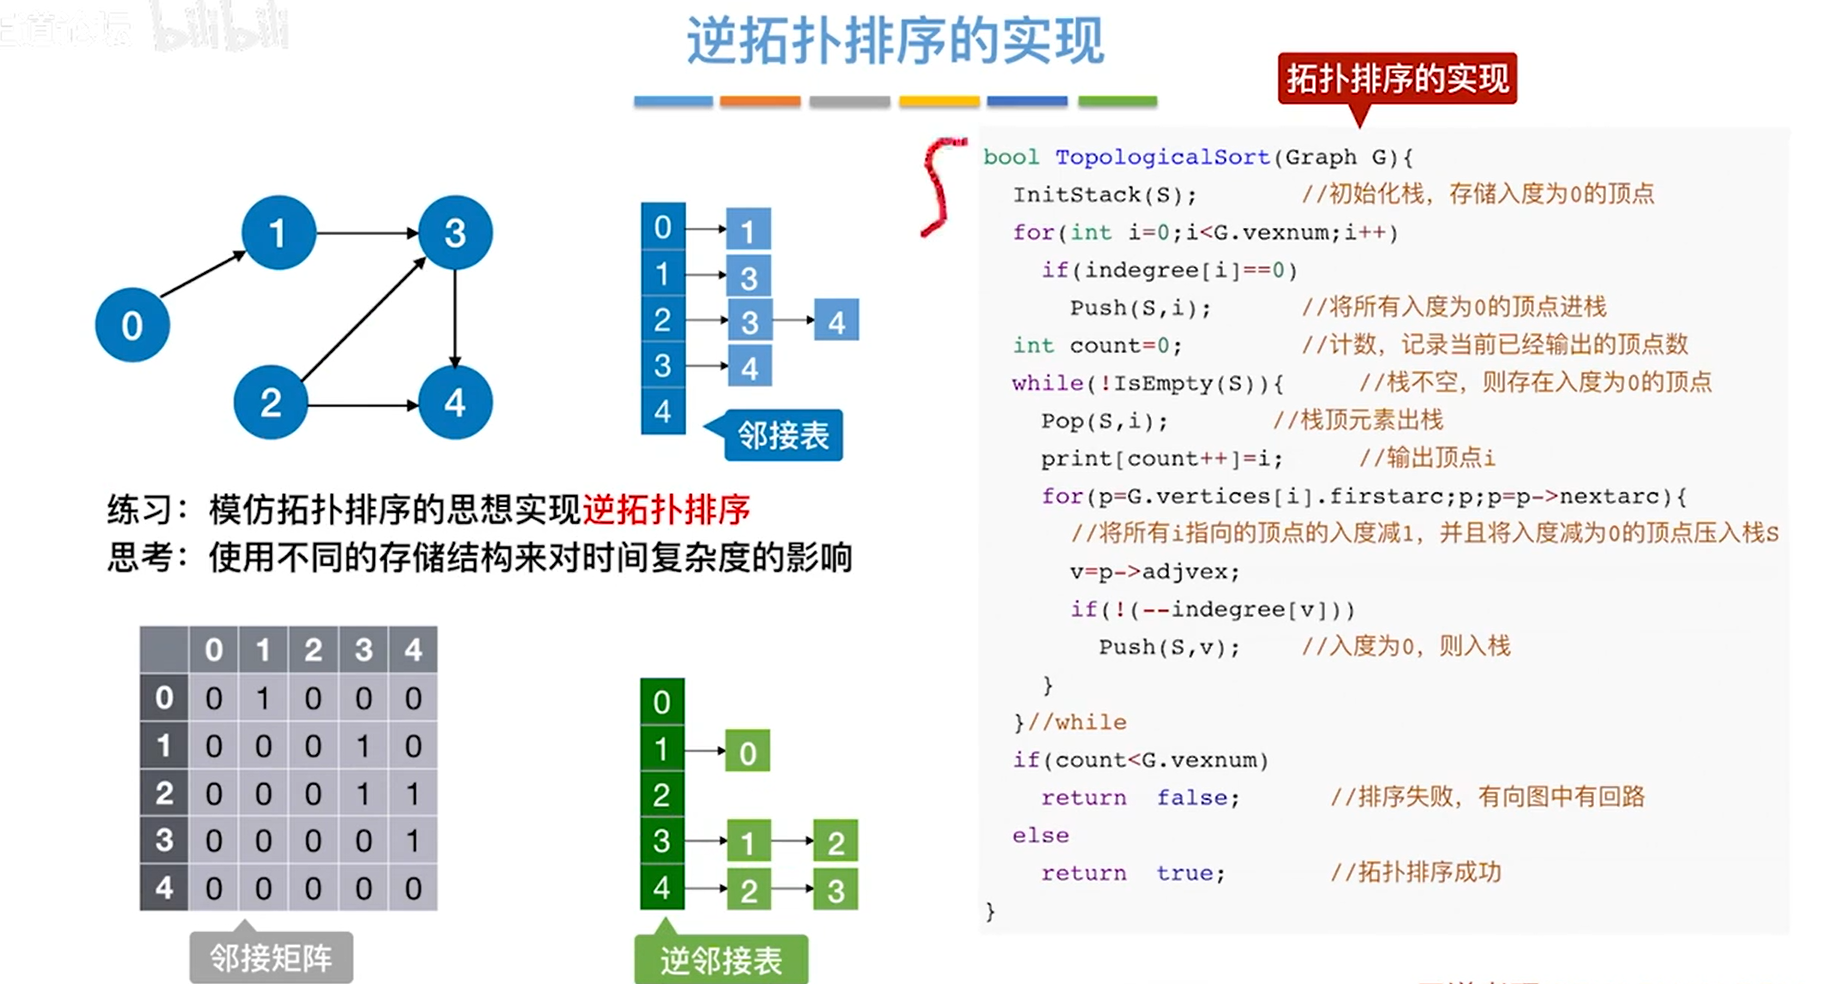 bilibili
逆拓扑排序的实现
拓扑排序的实现
0
1
2
3
4
0 1
1 3
2 3 4
3 4
4
邻接表
练习：模仿拓扑排序的思想实现逆拓扑排序
思考：使用不同的存储结构来对时间复杂度的影响
0 1 2 3 4
0 0 1 0 0 0
1 0 0 0 1 0
2 0 0 0 1 1
3 0 0 0 0 1
4 0 0 0 0 0
邻接矩阵
0
1 0
2
3 1 2
4 2 3
逆邻接表
bool TopologicalSort(Graph G){
InitStack(S); //初始化栈，存储入度为0的顶点
for(int i=0;i<G.vexnum;i++)
if(indegree[i]==0)
Push(S,i); //将所有入度为0的顶点进栈
int count=0; //计数，记录当前已经输出的顶点数
while(!IsEmpty(S)){ //栈不空，则存在入度为0的顶点
Pop(S,i); //栈顶元素出栈
print[count++]=i; //输出顶点i
for(p=G.vertices[i].firstarc;p;p=p->nextarc){
//将所有i指向的顶点的入度减1，并且将入度减为0的顶点压入栈S
v=p->adjvex;
if(!(--indegree[v]))
Push(S,v); //入度为0，则入栈
}
}//while
if(count<G.vexnum)
return false; //排序失败，有向图中有回路
else
return true; //拓扑排序成功
}